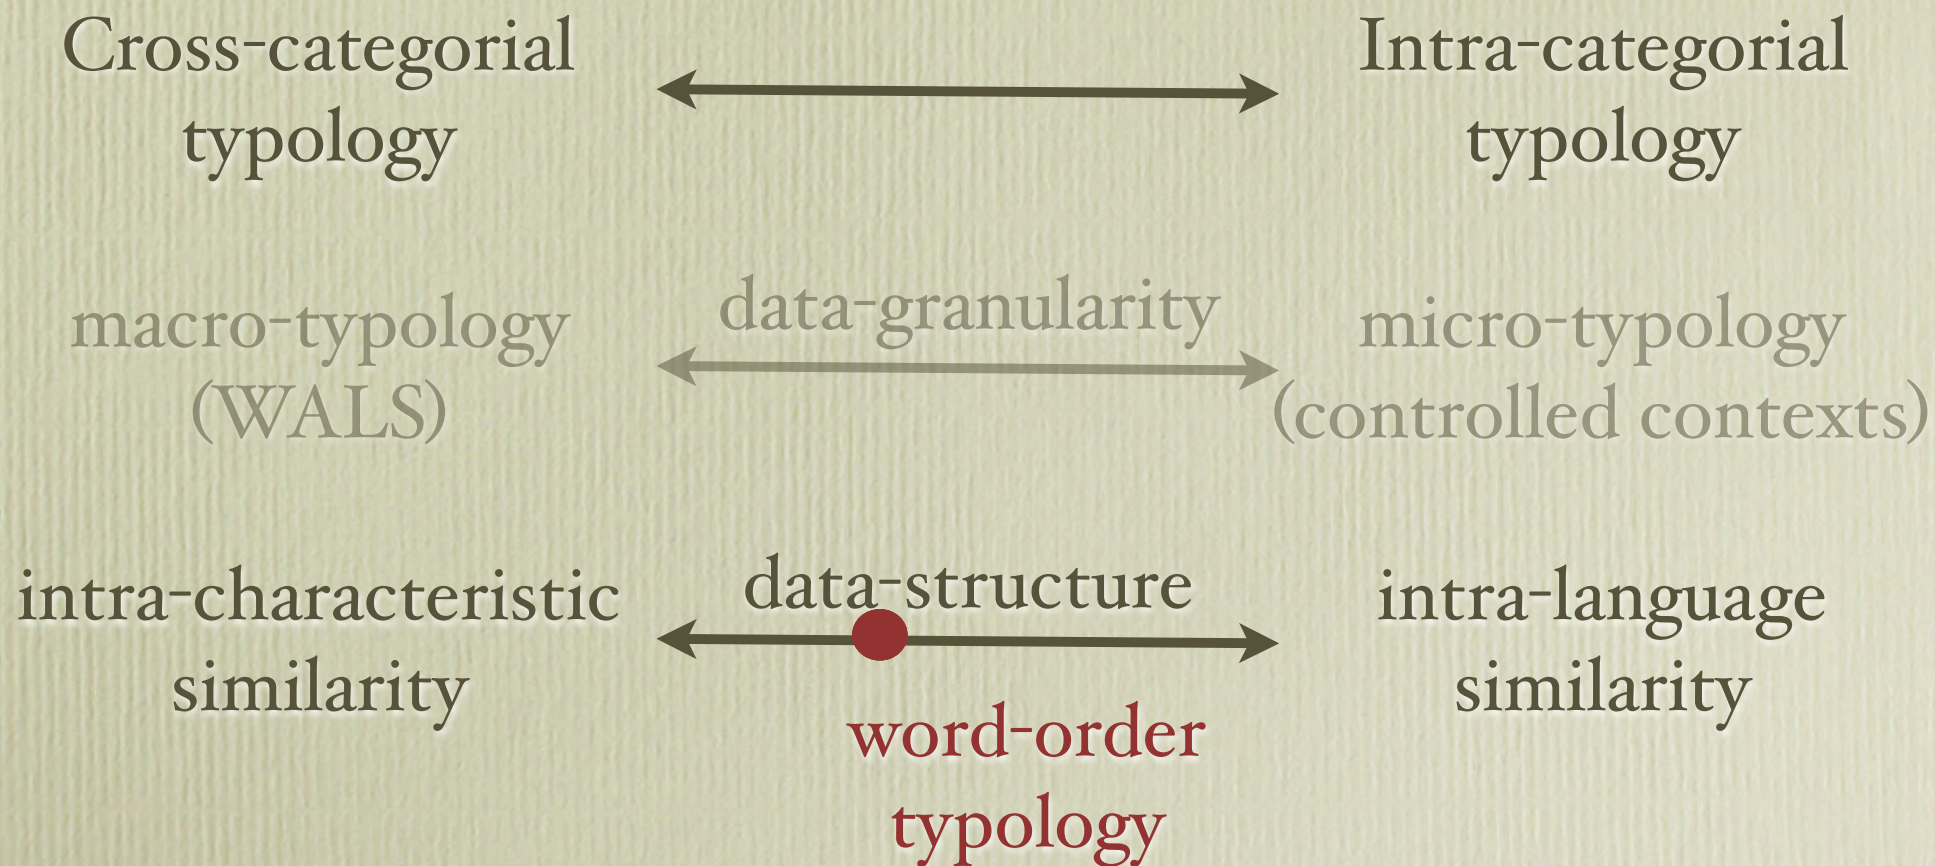 Cross-categorial
typology
Intra-categorial
typology
macro-typology
(WALS)
data-granularity
micro-typology
(controlled contexts)
intra-characteristic
similarity
data-structure
intra-language
similarity
word-order
typology